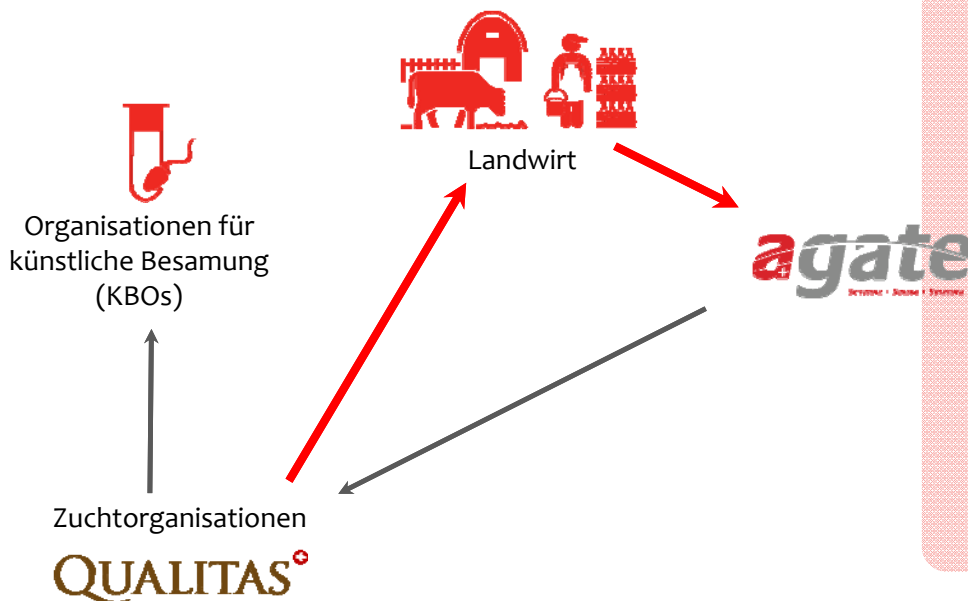 Landwirt
Organisationen für
künstliche Besamung
(KBOs)
agate
Zuchtorganisationen
QUALITAS